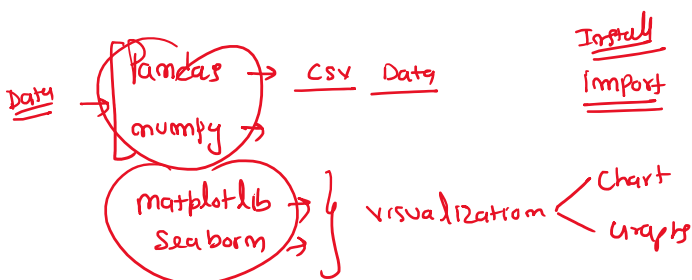 Install
Pandas → CSV Data
Import
Data →
numpy →
Chart
matplotlib →
visualization
seaborn →
Graphs